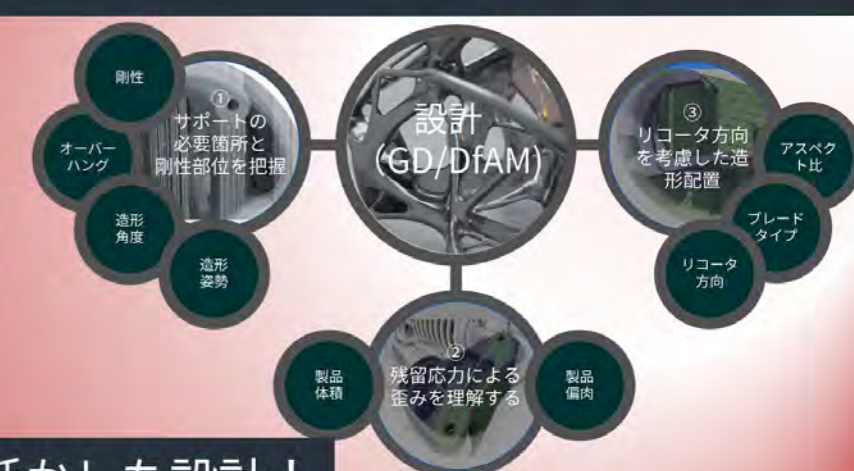 剛性
オーバー
ハング
造形
角度
造形
姿勢
①
サポートの
必要箇所と
剛性部位を把握
設計
(GD/DfAM)
③
リコータ方向
を考慮した造
形配置
アスペク
ト比
ブレード
タイプ
リコータ
方向
②
残留応力による
歪みを理解する
製品
体積
製品
偏肉